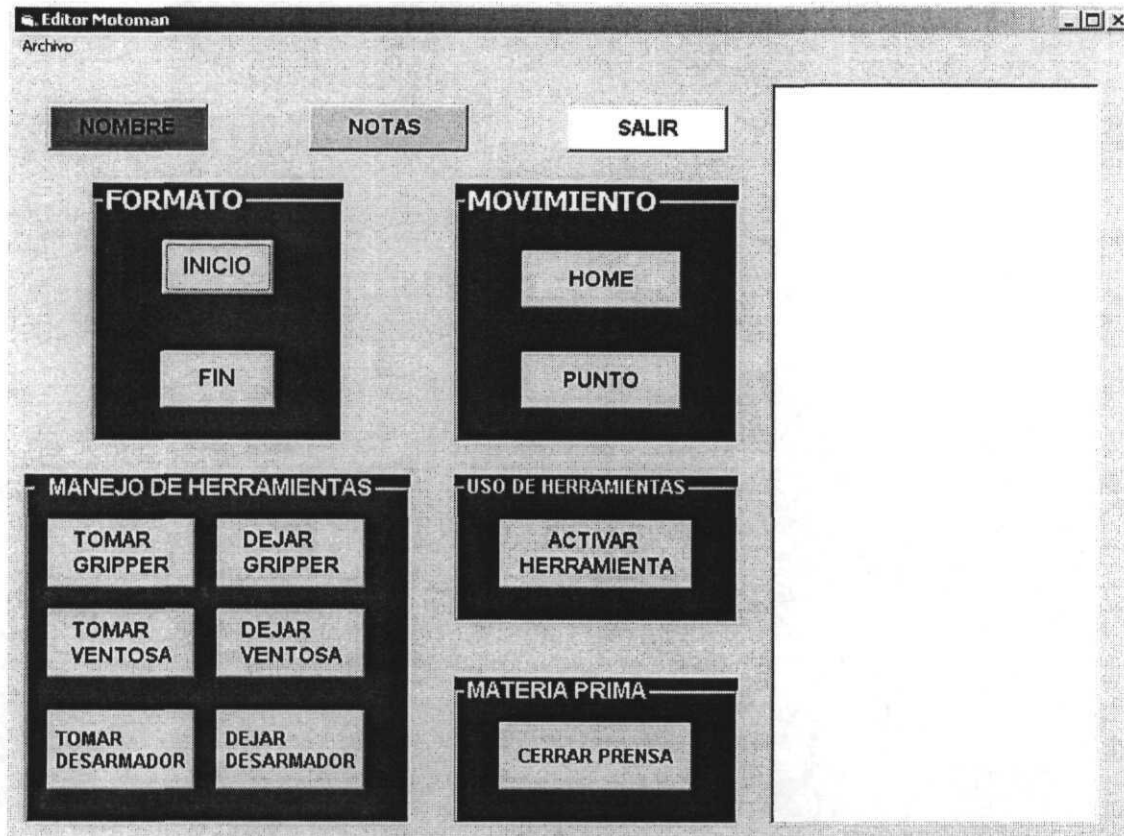 Editor Motoman
Archivo
NOMBRE
NOTAS
SALIR
FORMATO
INICIO
FIN
MOVIMIENTO
HOME
PUNTO
MANEJO DE HERRAMIENTAS
TOMAR
GRIPPER
DEJAR
GRIPPER
TOMAR
VENTOSA
DEJAR
VENTOSA
TOMAR
DESARMADOR
DEJAR
DESARMADOR
USO DE HERRAMIENTAS
ACTIVAR
HERRAMIENTA
MATERIA PRIMA
CERRAR PRENSA